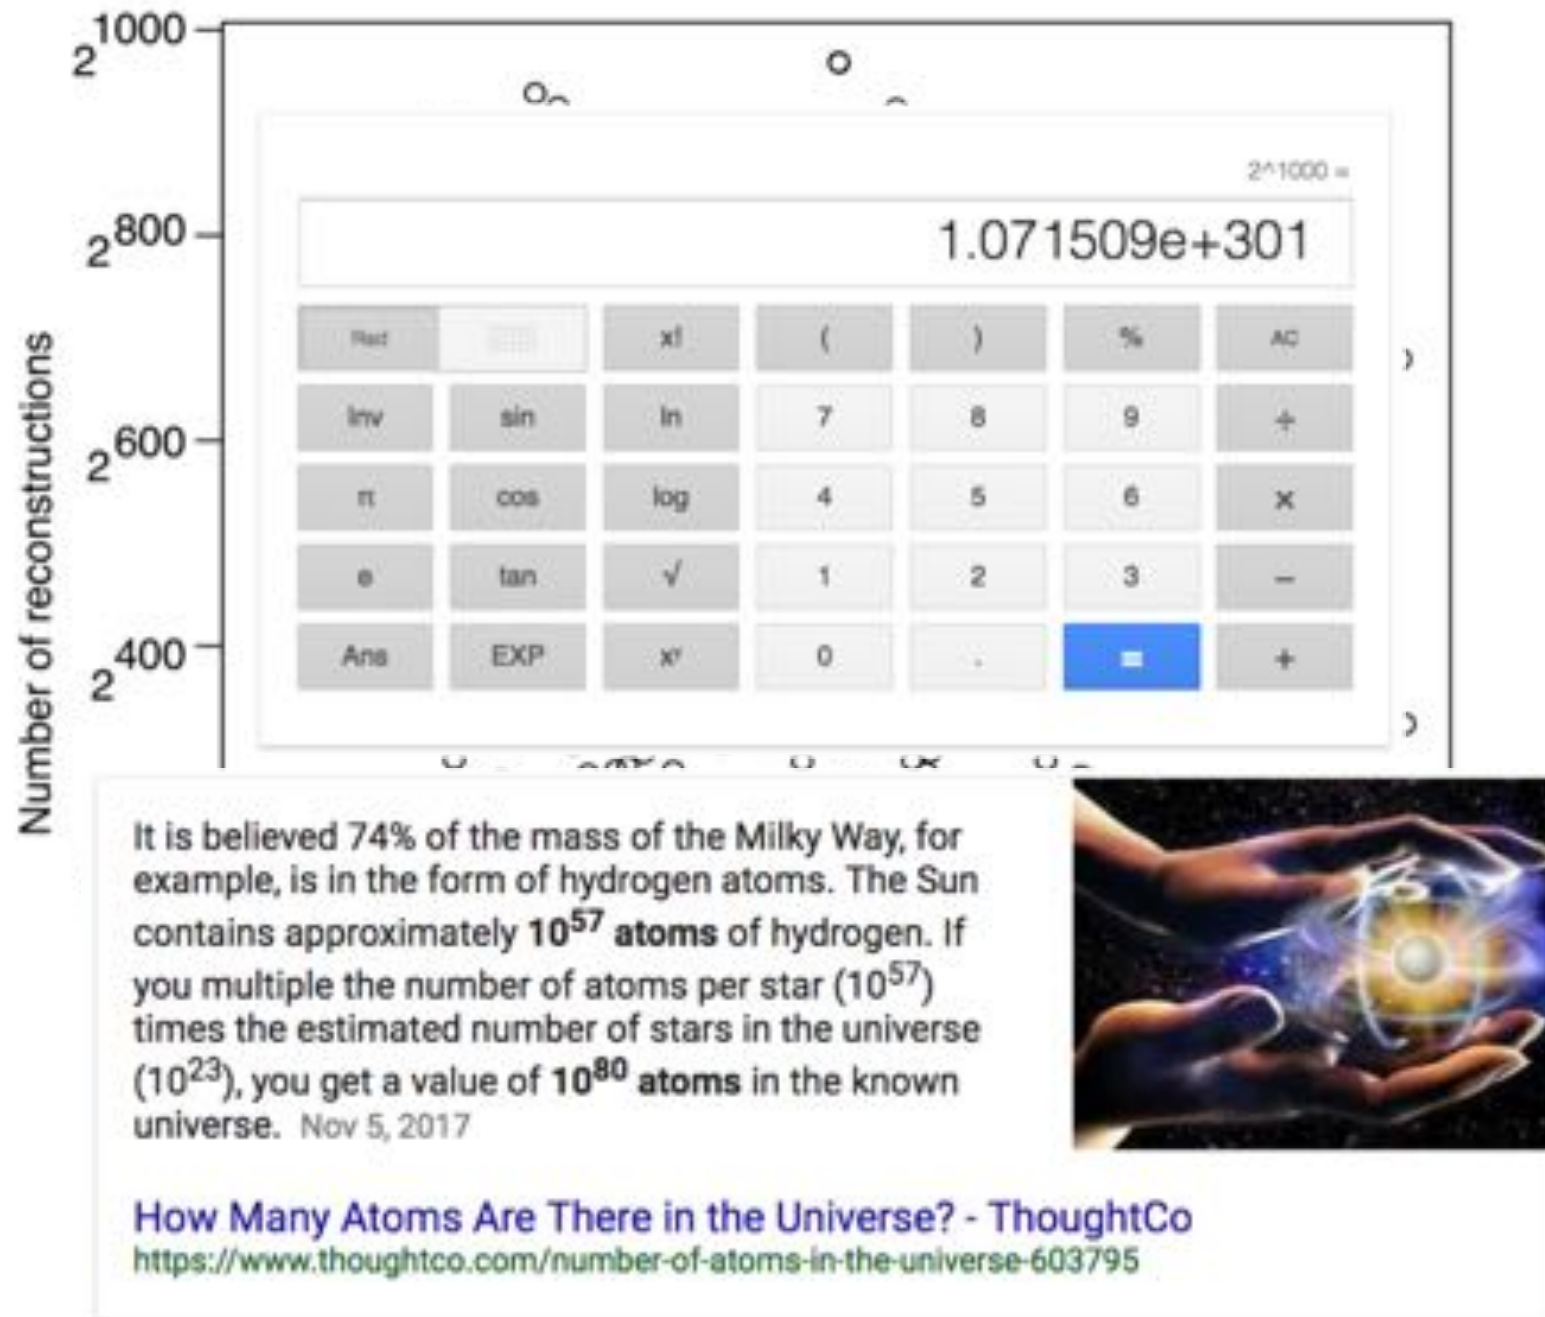 2^1000
2^800
2^600
2^400
Number of reconstructions
2^1000 =
1.071509e+301
Rad x! ( ) % AC
Inv sin ln 7 8 9 ÷
π cos log 4 5 6 ×
e tan √ 1 2 3 −
Ans EXP xʸ 0 . = +
It is believed 74% of the mass of the Milky Way, for
example, is in the form of hydrogen atoms. The Sun
contains approximately 10^57 atoms of hydrogen. If
you multiple the number of atoms per star (10^57)
times the estimated number of stars in the universe
(10^23), you get a value of 10^80 atoms in the known
universe. Nov 5, 2017
How Many Atoms Are There in the Universe? - ThoughtCo
https://www.thoughtco.com/number-of-atoms-in-the-universe-603795